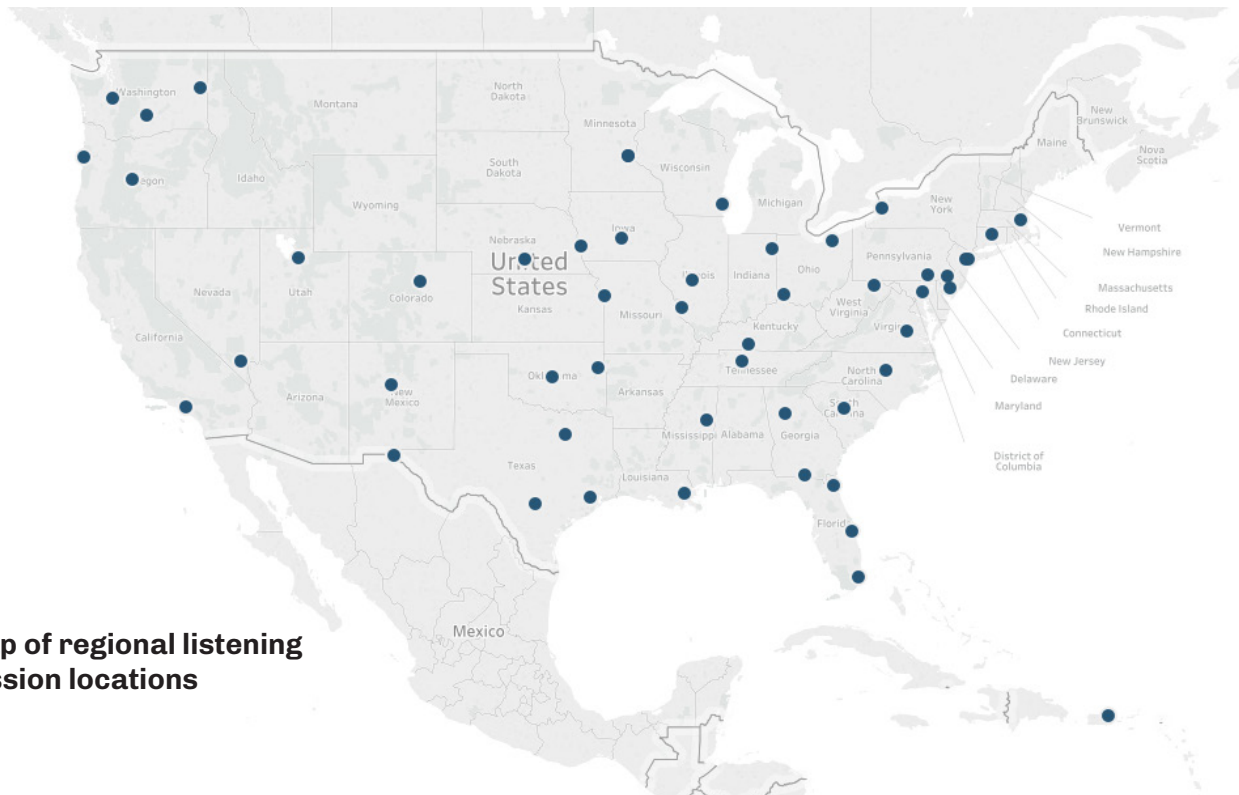 Washington
Montana
North
Dakota
Minnesota
Maine
New
Brunswick
Nova
Scotia
egon
Idaho
South
Dakota
Wisconsin
Michigan
Wyoming
New
York
Vermont
New Hampshire
Nebraska
Iowa
United
States
Nevada
Utah
Colorado
Illinois
Indiana
Ohio
Pennsylvania
Massachusetts
Rhode Island
Connecticut
Kansas
Missouri
West
Virginia
Virgi
California
Kentucky
New Jersey
Delaware
Maryland
Arizona
New
Mexico
Oklahoma
Arkansas
Tennessee
North
Carolina
South
Carolina
Mississippi
Alabama
Georgia
District of
Columbia
Texas
Louisiana
Florid
Mexico
p of regional listening
ssion locations